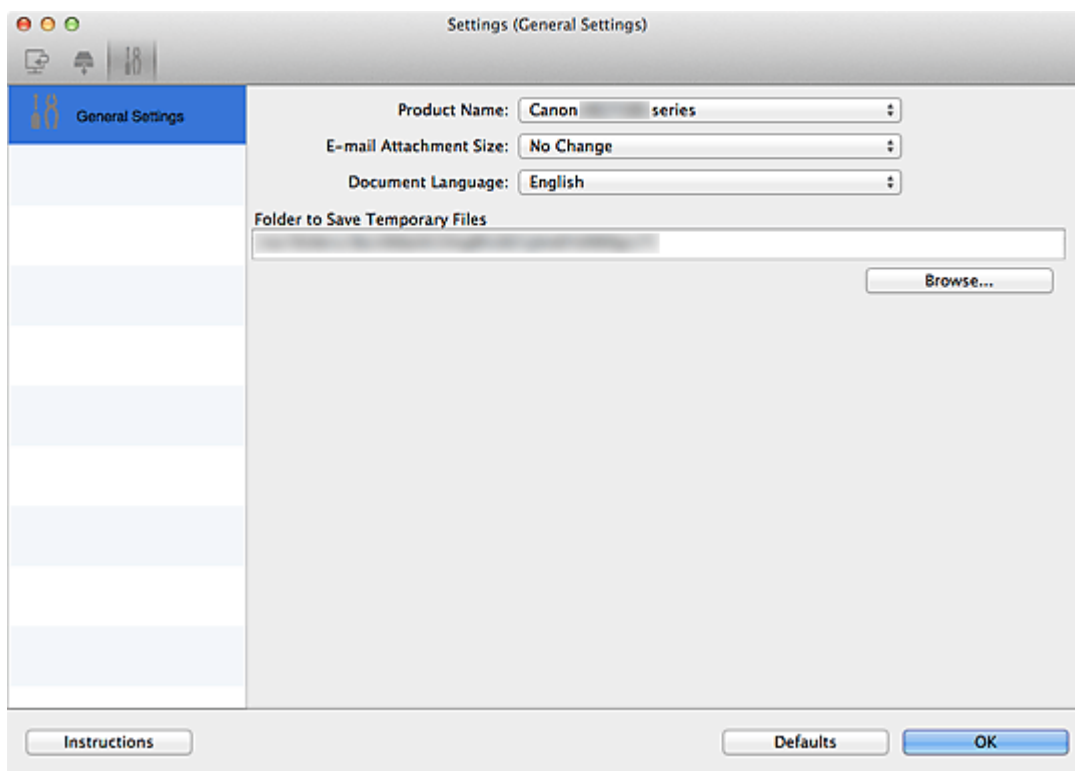 Settings (General Settings)
General Settings
Product Name: Canon series
E-mail Attachment Size: No Change
Document Language: English
Folder to Save Temporary Files
Browse...
Instructions
Defaults
OK